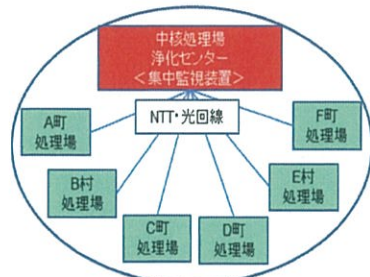 中核処理場
浄化センター
<集中監視装置>
NTT・光回線
A町
処理場
F町
処理場
B村
処理場
E村
処理場
C町
処理場
D町
処理場